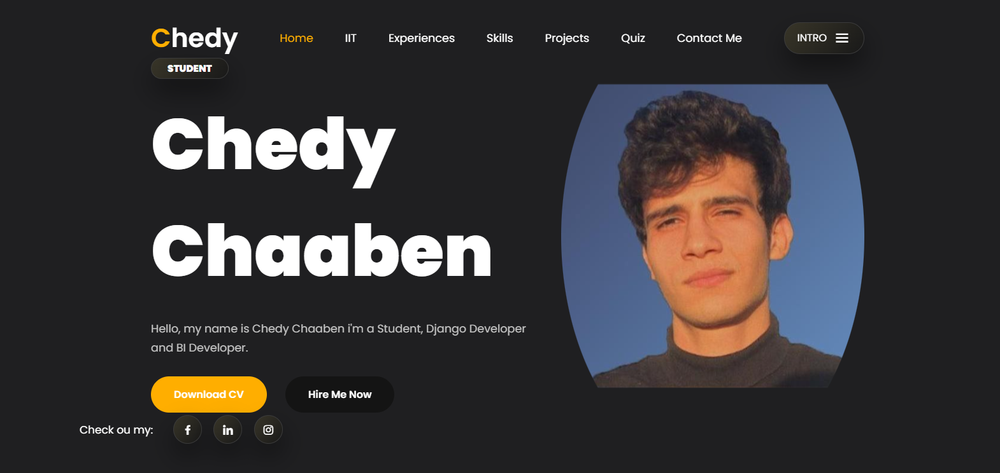 Chedy Home IIT Experiences Skills Projects Quiz Contact Me INTRO
STUDENT
Chedy
Chaaben
Hello, my name is Chedy Chaaben i'm a Student, Django Developer
and BI Developer.
Download CV Hire Me Now
Check ou my: